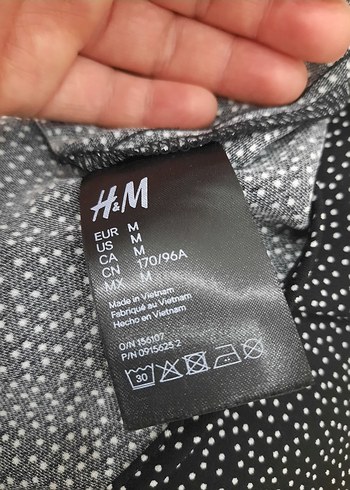 H&M
EUR M
US M
CA M
CN 170/96A
MX M
Made in Vietnam
Fabriqué au Vietnam
Hecho en Vietnam
O/N 156107
P/N 0915625 2
30